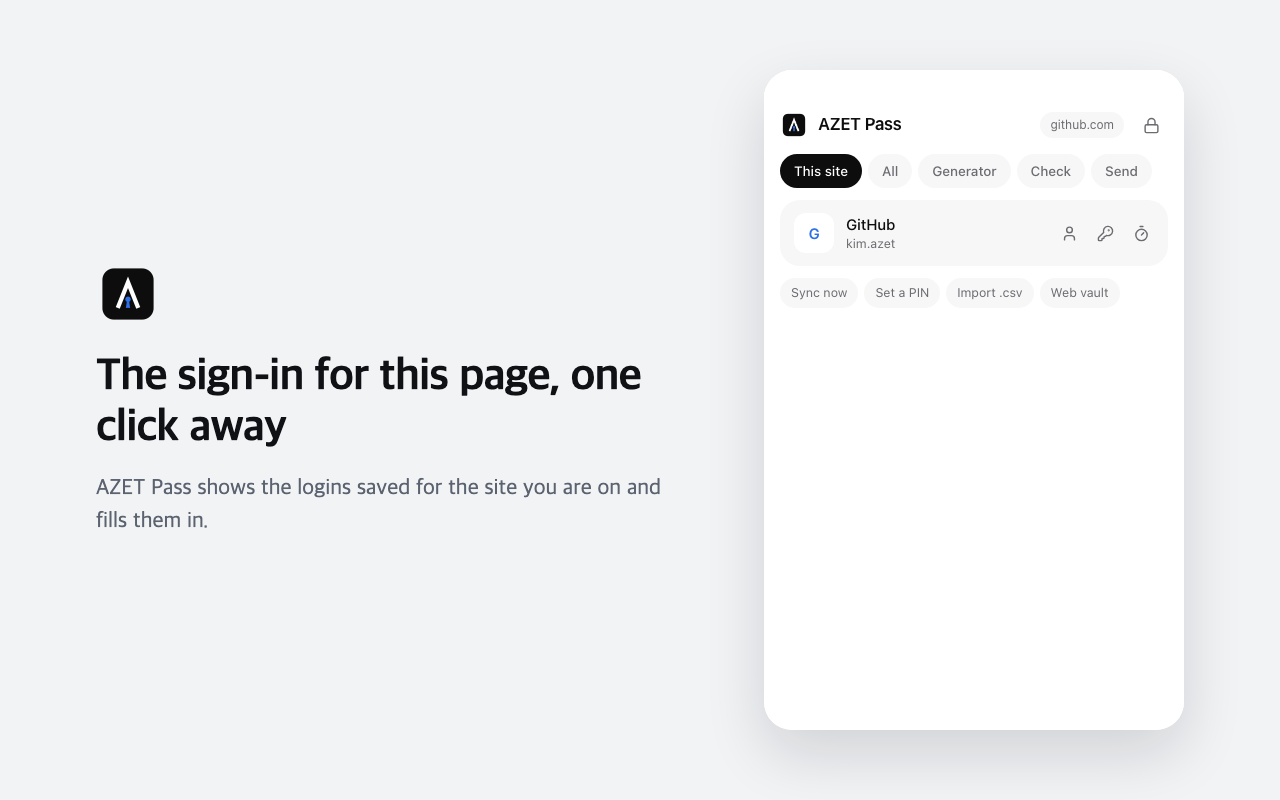 The sign-in for this page, one
click away
AZET Pass shows the logins saved for the site you are on and
fills them in.
AZET Pass
github.com
This site
All
Generator
Check
Send
G
GitHub
kim.azet
Sync now
Set a PIN
Import .csv
Web vault